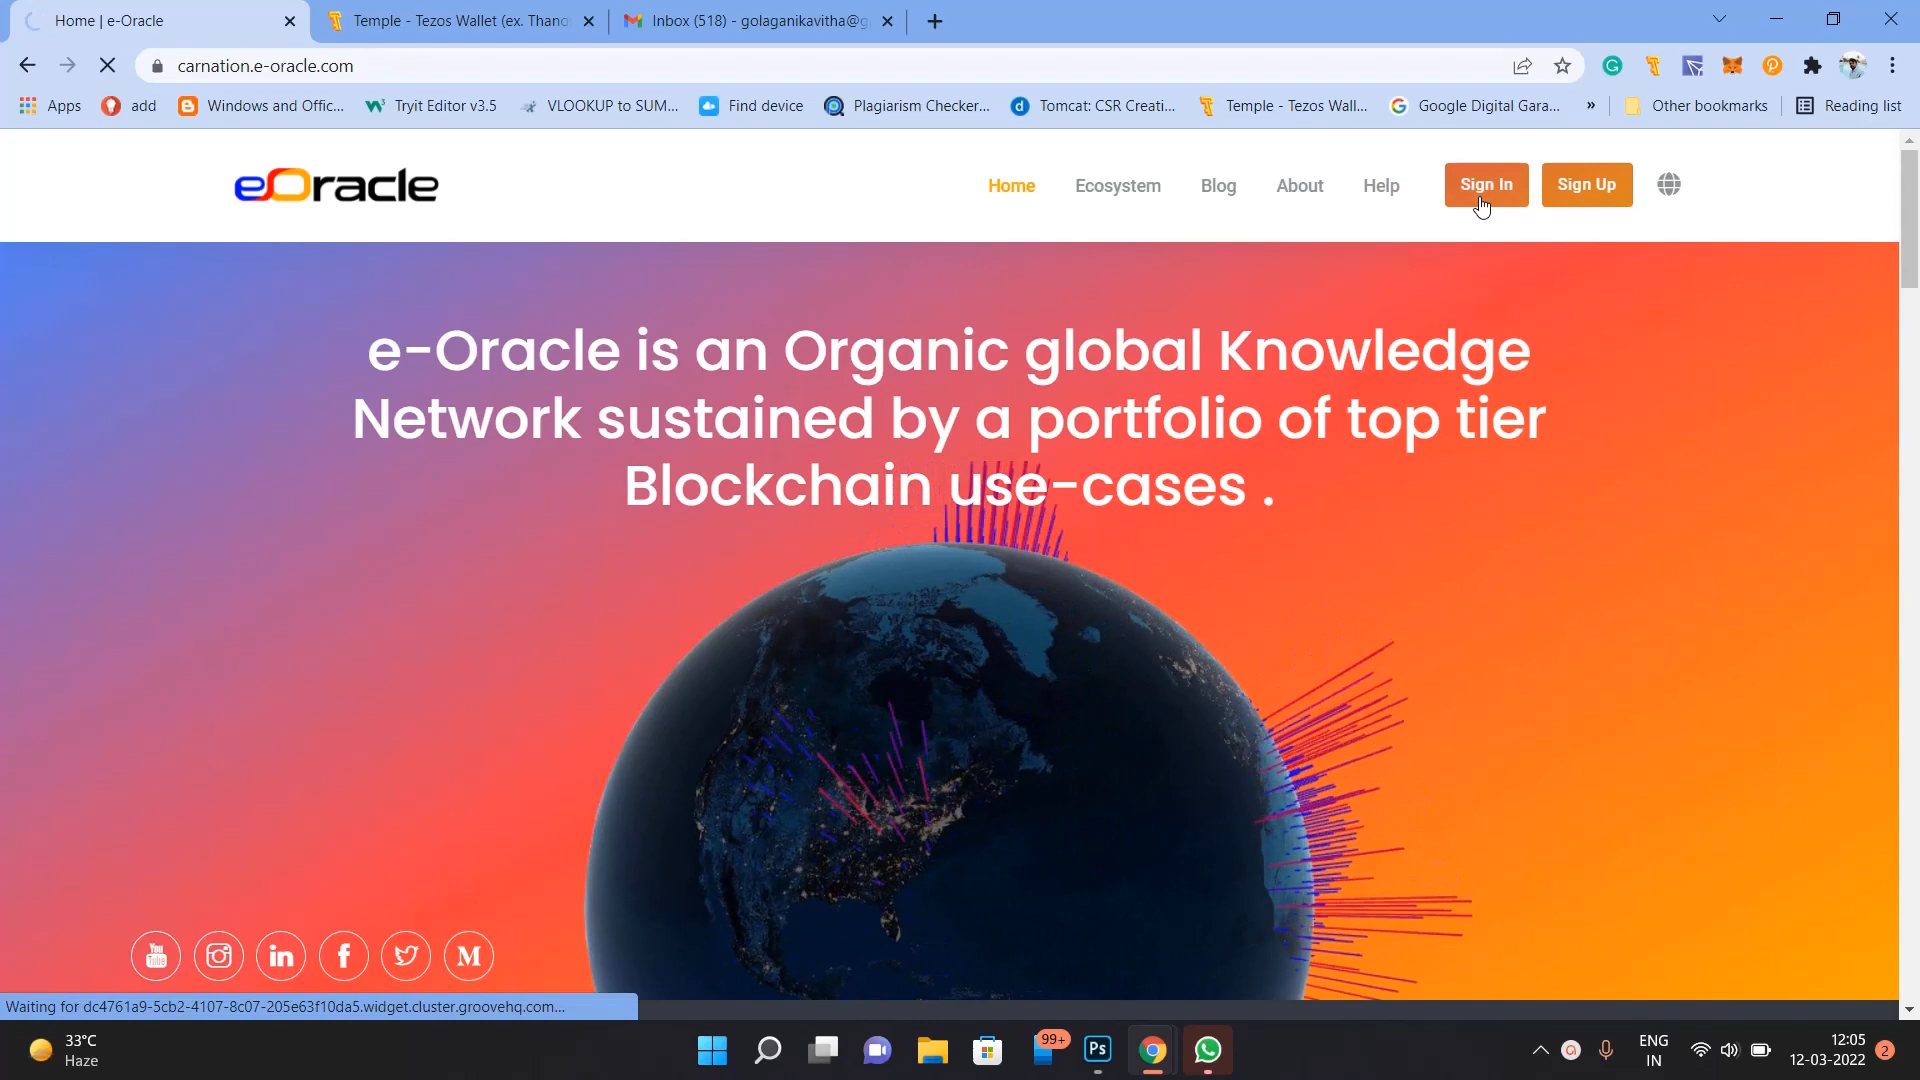 Home | e-Oracle
Temple - Tezos Wallet (ex. Thano
Inbox (518) - golaganikavitha@g
carnation.e-oracle.com
Apps
add
Windows and Offic...
Tryit Editor v3.5
VLOOKUP to SUM...
Find device
Plagiarism Checker...
Tomcat: CSR Creati...
Temple - Tezos Wall...
Google Digital Gara...
»
Other bookmarks
Reading list
eOracle
Home
Ecosystem
Blog
About
Help
Sign In
Sign Up
e-Oracle is an Organic global Knowledge
Network sustained by a portfolio of top tier
Blockchain use-cases .
You
Tube
in
f
M
Waiting for dc4761a9-5cb2-4107-8c07-205e63f10da5.widget.cluster.groovehq.com...
33°C
Haze
99+
Ps
ENG
IN
12:05
12-03-2022
2